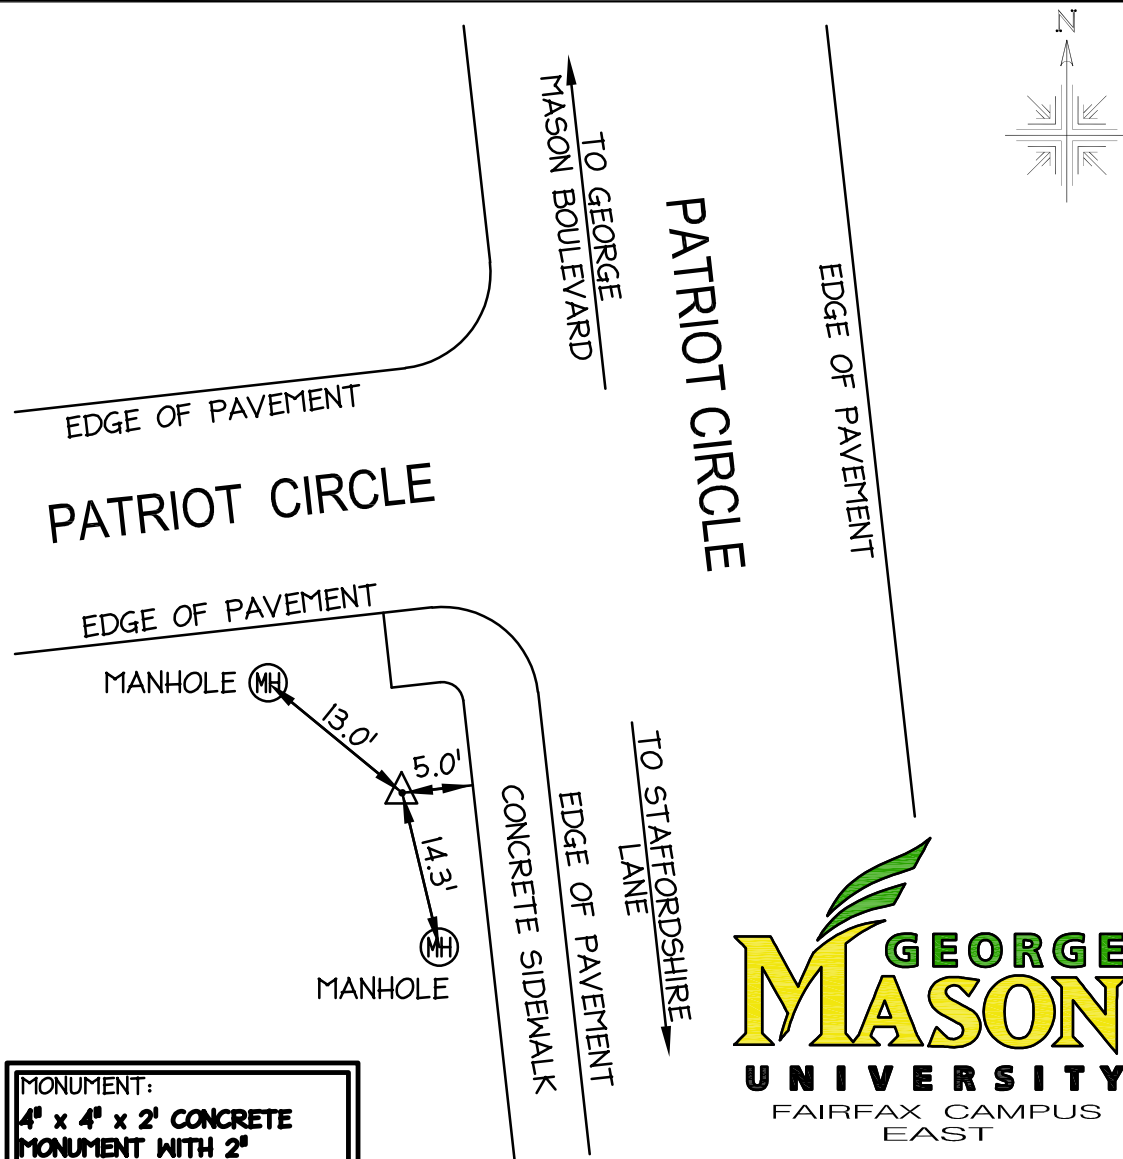 N
TO GEORGE
MASON BOULEVARD
PATRIOT CIRCLE
EDGE OF PAVEMENT
EDGE OF PAVEMENT
PATRIOT CIRCLE
EDGE OF PAVEMENT
MANHOLE
MH
13.0'
5.0'
14.3'
MH
MANHOLE
CONCRETE SIDEWALK
EDGE OF PAVEMENT
TO STAFFORDSHIRE
LANE
GEORGE
MASON
UNIVERSITY
FAIRFAX CAMPUS
EAST
MONUMENT:
4" x 4" x 2' CONCRETE
MONUMENT WITH 2"